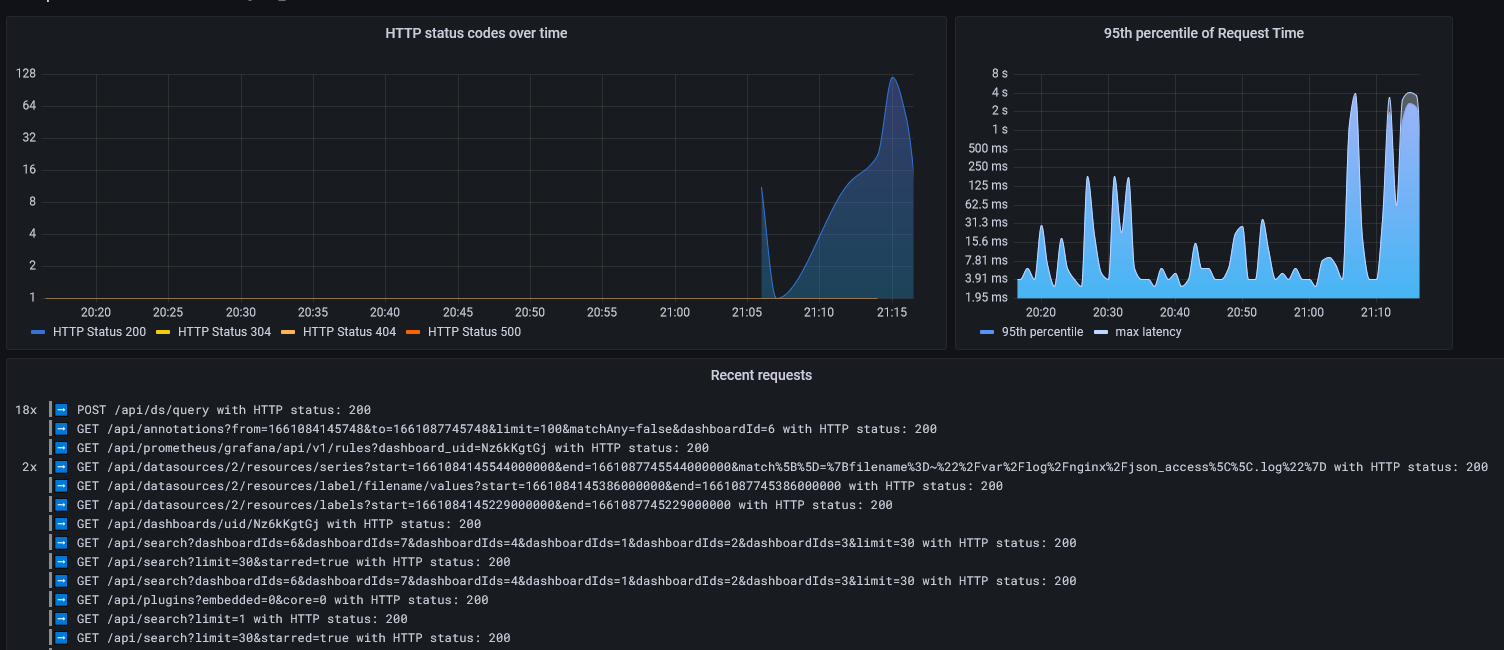 HTTP status codes over time
128
64
32
16
8
4
2
1
20:20 20:25 20:30 20:35 20:40 20:45 20:50 20:55 21:00 21:05 21:10 21:15
HTTP Status 200 HTTP Status 304 HTTP Status 404 HTTP Status 500
95th percentile of Request Time
8 s
4 s
2 s
1 s
500 ms
250 ms
125 ms
62.5 ms
31.3 ms
15.6 ms
7.81 ms
3.91 ms
1.95 ms
20:20 20:30 20:40 20:50 21:00 21:10
95th percentile max latency
Recent requests
18x POST /api/ds/query with HTTP status: 200
GET /api/annotations?from=1661084145748&to=1661087745748&limit=100&matchAny=false&dashboardId=6 with HTTP status: 200
GET /api/prometheus/grafana/api/v1/rules?dashboard_uid=Nz6kKgtGj with HTTP status: 200
2x GET /api/datasources/2/resources/series?start=1661084145544000000&end=1661087745544000000&match%5B%5D=%7Bfilename%3D~%22%2Fvar%2Flog%2Fnginx%2Fjson_access%5C%5C.log%22%7D with HTTP status: 200
GET /api/datasources/2/resources/label/filename/values?start=1661084145386000000&end=1661087745386000000 with HTTP status: 200
GET /api/datasources/2/resources/labels?start=1661084145229000000&end=1661087745229000000 with HTTP status: 200
GET /api/dashboards/uid/Nz6kKgtGj with HTTP status: 200
GET /api/search?dashboardIds=6&dashboardIds=7&dashboardIds=4&dashboardIds=1&dashboardIds=2&dashboardIds=3&limit=30 with HTTP status: 200
GET /api/search?limit=30&starred=true with HTTP status: 200
GET /api/search?dashboardIds=6&dashboardIds=7&dashboardIds=4&dashboardIds=1&dashboardIds=2&dashboardIds=3&limit=30 with HTTP status: 200
GET /api/plugins?embedded=0&core=0 with HTTP status: 200
GET /api/search?limit=1 with HTTP status: 200
GET /api/search?limit=30&starred=true with HTTP status: 200